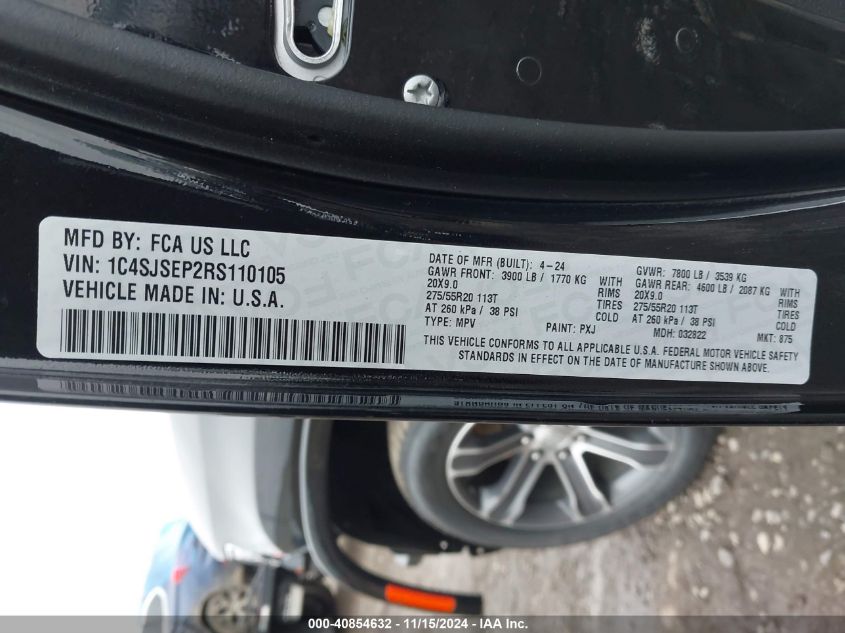 MFD BY: FCA US LLC
VIN: 1C4SJSEP2RS110105
VEHICLE MADE IN: U.S.A.
DATE OF MFR (BUILT): 4-24
GAWR FRONT: 3900 LB / 1770 KG WITH
20X9.0 RIMS
275/55R20 113T TIRES
AT 260 kPa / 38 PSI COLD
TYPE: MPV PAINT: PXJ
GVWR: 7800 LB / 3539 KG
GAWR REAR: 4600 LB / 2087 KG WITH
20X9.0 RIMS
275/55R20 113T TIRES
AT 260 kPa / 38 PSI COLD
MDH: 032822 MKT: 875
THIS VEHICLE CONFORMS TO ALL APPLICABLE U.S.A. FEDERAL MOTOR VEHICLE SAFETY
STANDARDS IN EFFECT ON THE DATE OF MANUFACTURE SHOWN ABOVE.
000-40854632 - 11/15/2024 - IAAI.com